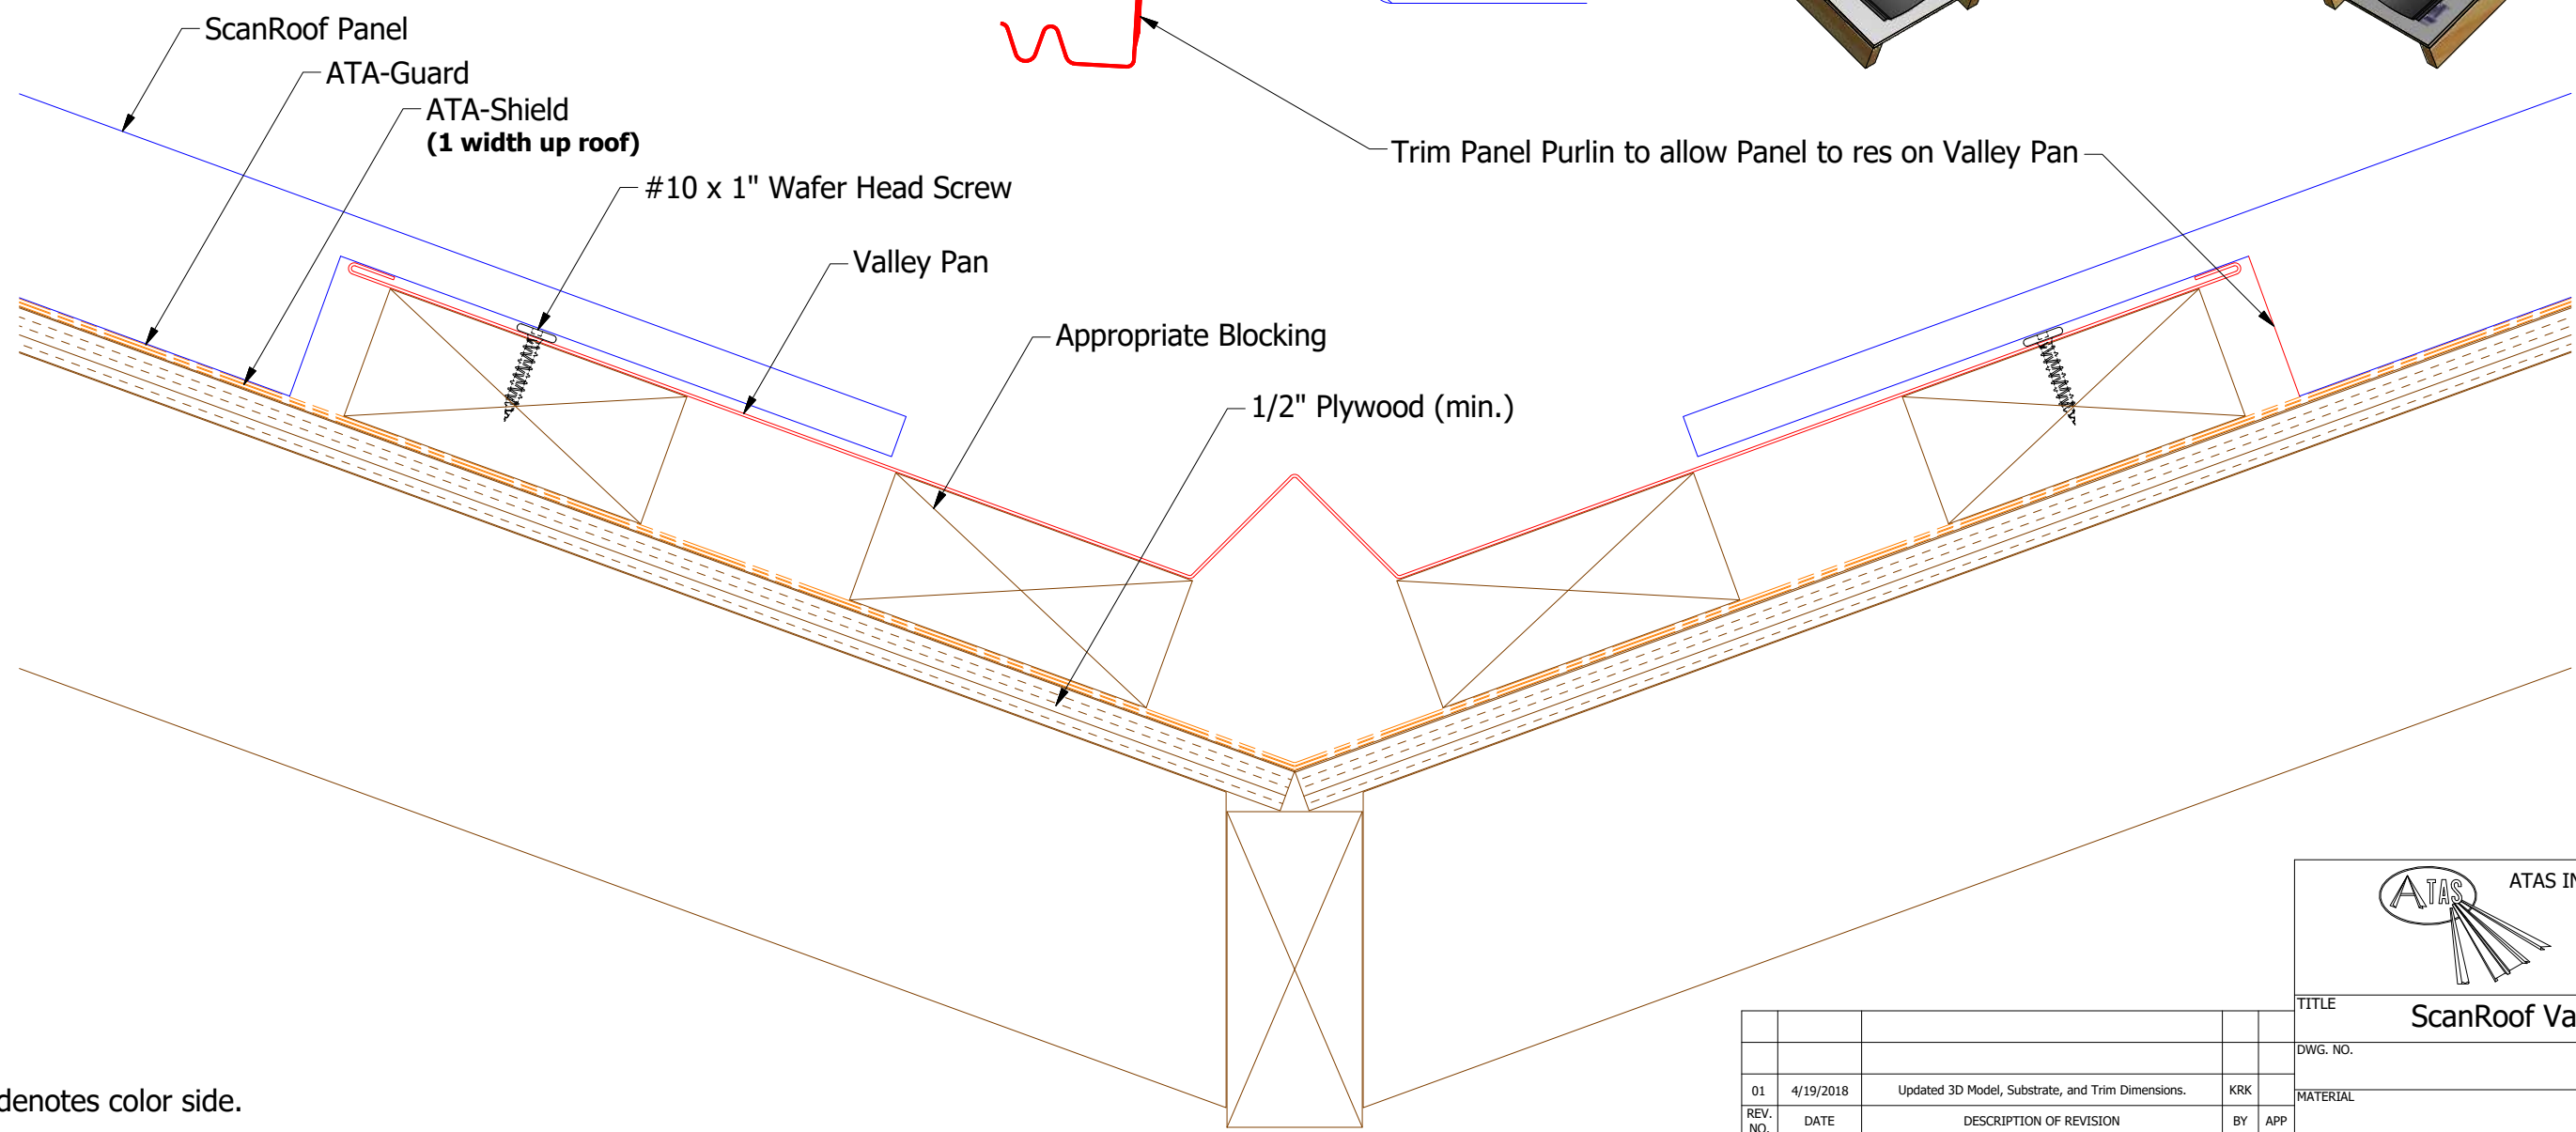 ScanRoof Panel
ATA-Guard
ATA-Shield
(1 width up roof)
#10 x 1" Wafer Head Screw
Trim Panel Purlin to allow Panel to res on Valley Pan
Valley Pan
Appropriate Blocking
1/2" Plywood (min.)
denotes color side.
ATAS
ATAS IN
TITLE
ScanRoof Va
DWG. NO.
MATERIAL
01 4/19/2018 Updated 3D Model, Substrate, and Trim Dimensions. KRK
REV. NO. DATE DESCRIPTION OF REVISION BY APP